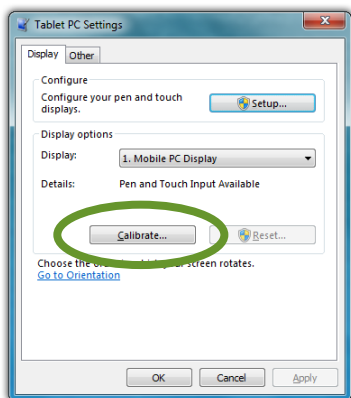 Tablet PC Settings
Display Other
Configure
Configure your pen and touch
displays.
Setup...
Display options
Display:
1. Mobile PC Display
Details:
Pen and Touch Input Available
Calibrate...
Reset...
Choose the your screen rotates.
Go to Orientation
OK Cancel Apply